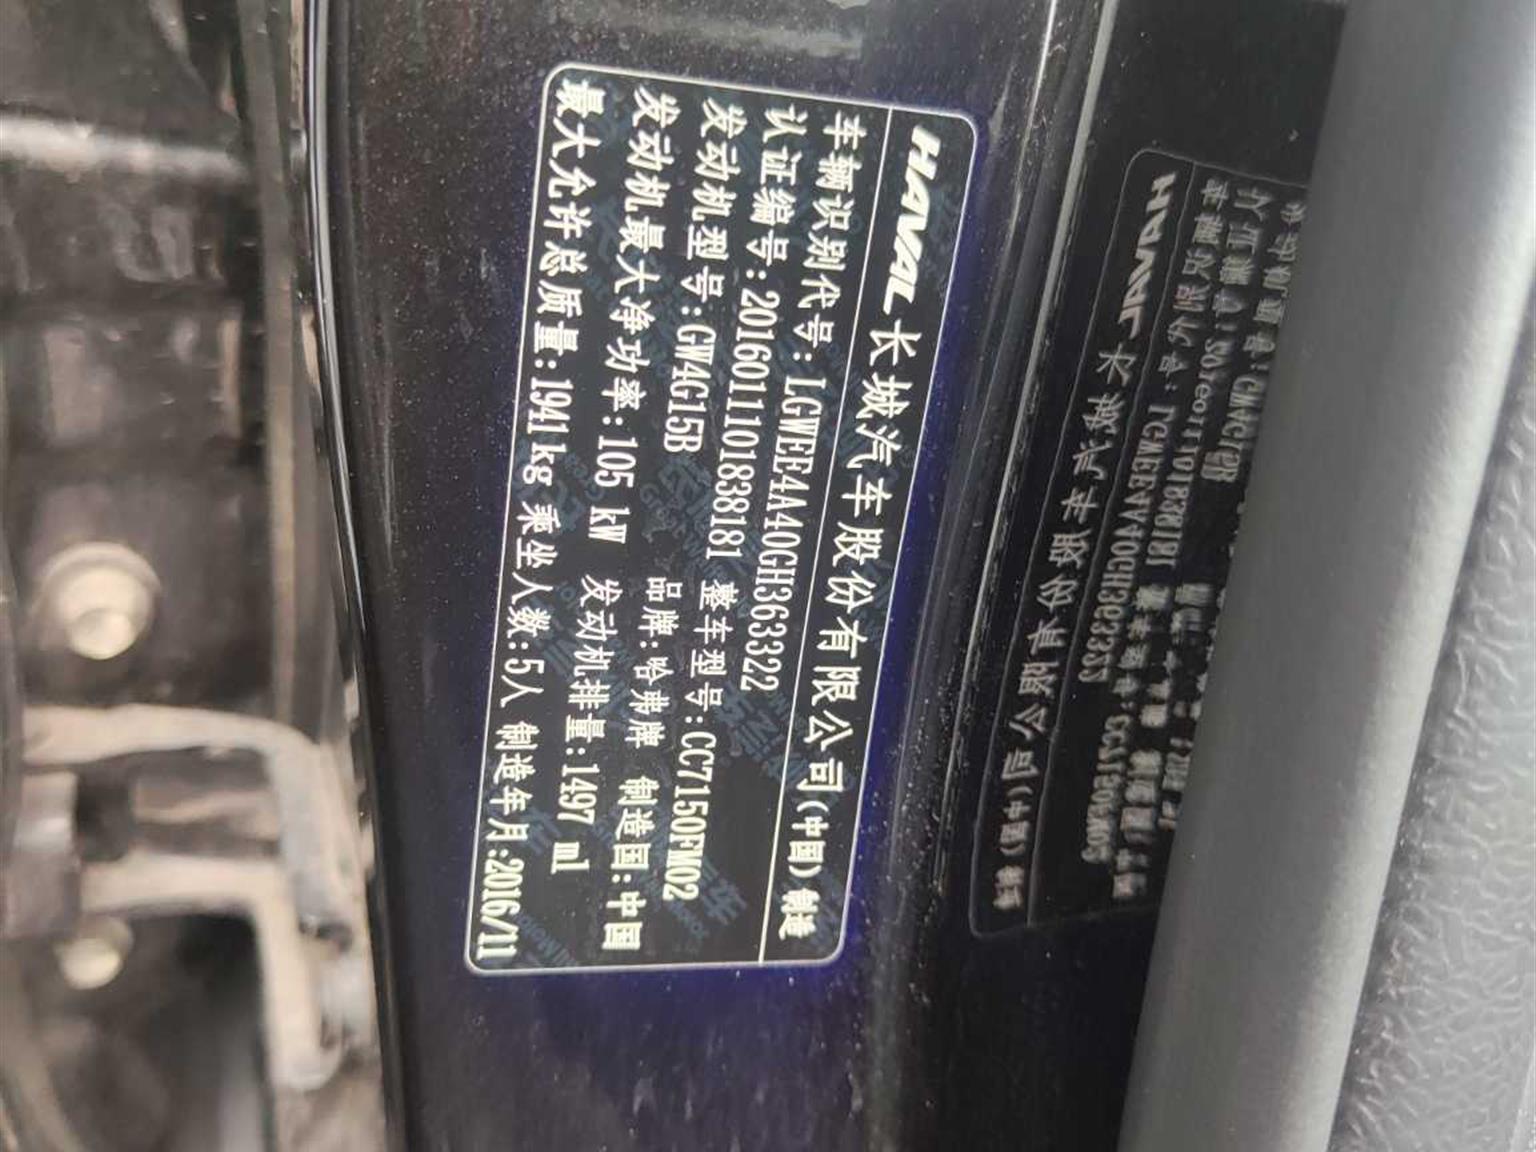 HAVAL 长城汽车股份有限公司(中国)制造
车辆识别代号:LGWEE4A40GH363322
认证编号:2016011101838181 整车型号:CC7150FM02
发动机型号:GW4G15B 品牌:哈弗牌 制造国:中国
发动机最大净功率:105 kW 发动机排量:1497 ml
最大允许总质量:1941kg 乘坐人数:5人 制造年月:2016/11